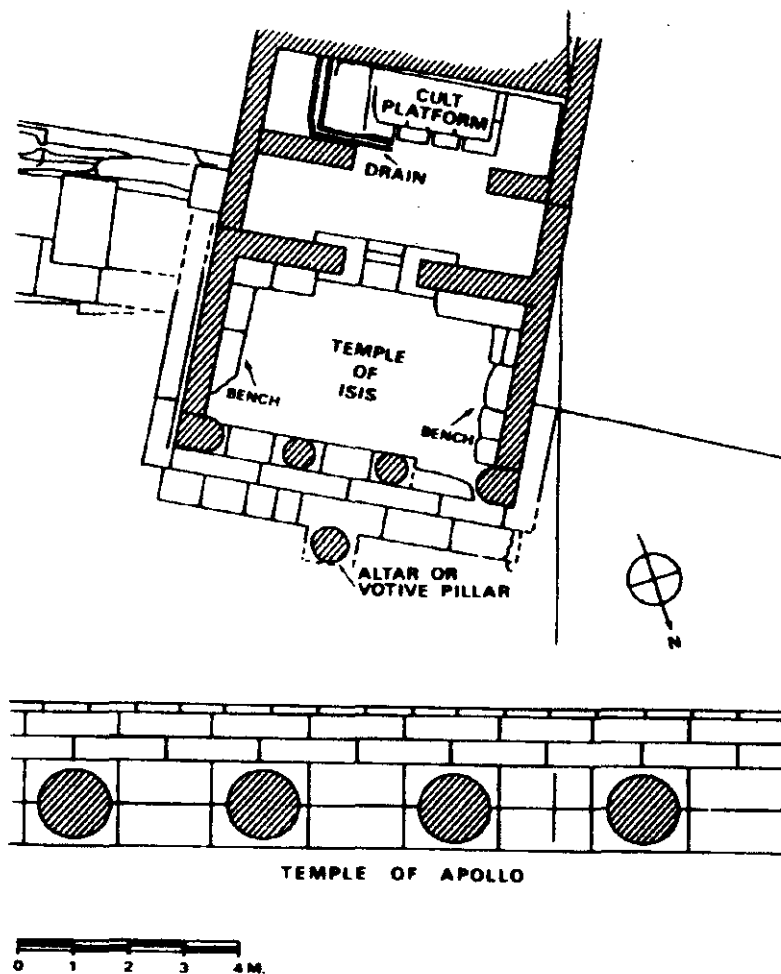 CULT
PLATFORM
DRAIN
TEMPLE
OF
ISIS
BENCH
BENCH
ALTAR OR
VOTIVE PILLAR
N
TEMPLE OF APOLLO
0 1 2 3 4 M.